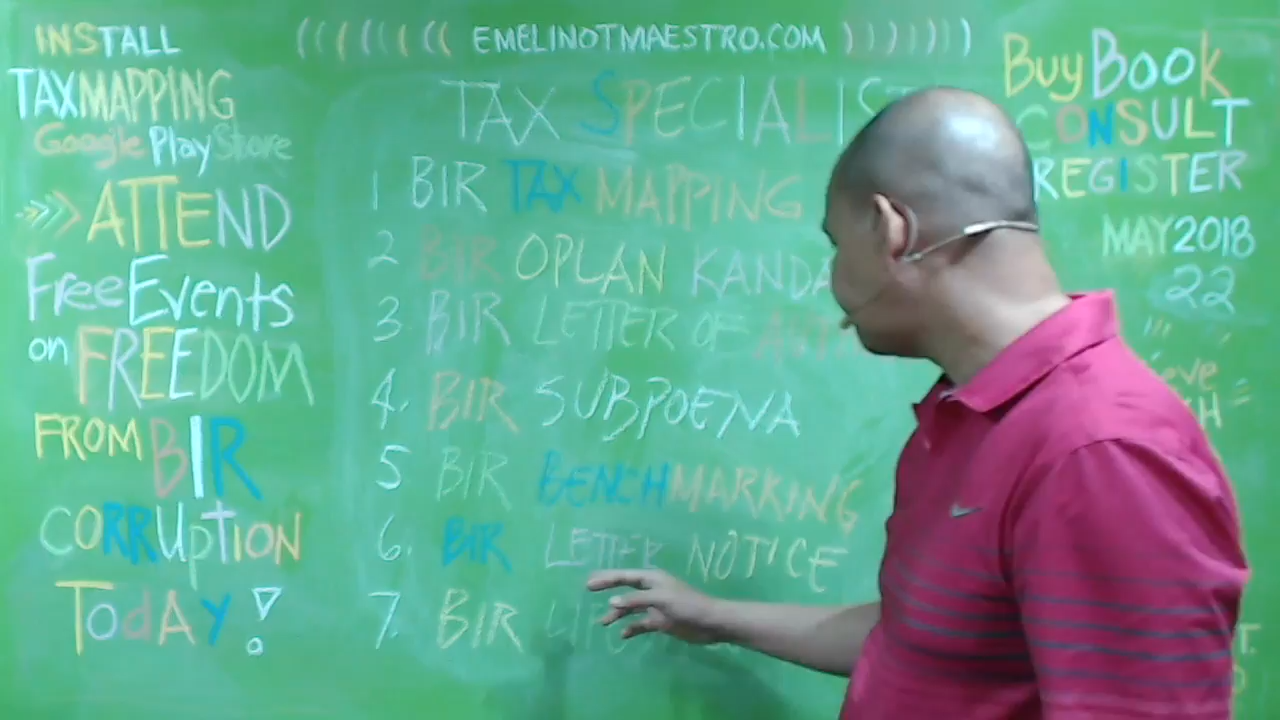 INSTALL
TAXMAPPING
Google PlayStore
>>> ATTEND
FreeEvents
on FREEDOM
FROM BIR
CORRUpTION
TodAY!
(((((((( EMELINOTMAESTRO.COM ))))))))
TAX SPECIALIST
1 BIR TAX MAPPING
2 BIR OPLAN KANDA
3 BIR LETTER OF AUT
4. BIR SUBPOENA
5 BIR BENCHMARKING
6. BIR LETTER NOTICE
7. BIR
BuyBook
CONSULT
REGISTER
MAY2018
22